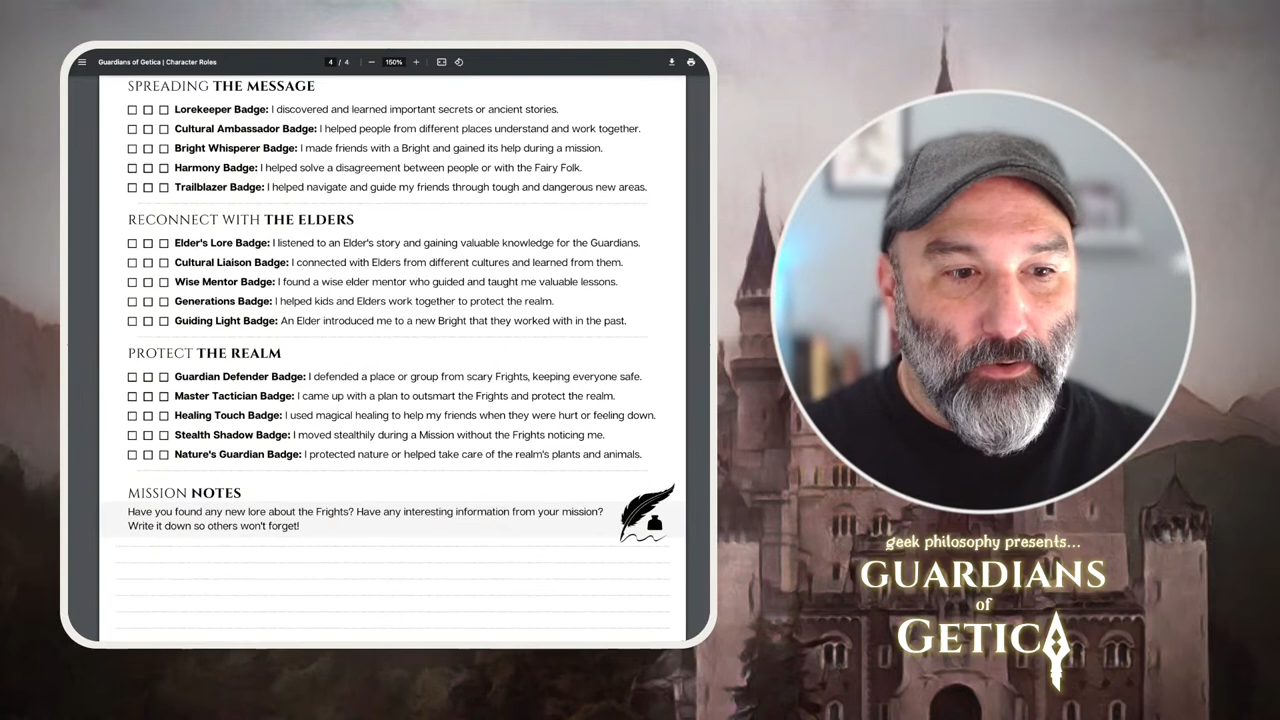 Guardians of Getica | Character Roles
4 / 4
150%
SPREADING THE MESSAGE
Lorekeeper Badge: I discovered and learned important secrets or ancient stories.
Cultural Ambassador Badge: I helped people from different places understand and work together.
Bright Whisperer Badge: I made friends with a Bright and gained its help during a mission.
Harmony Badge: I helped solve a disagreement between people or with the Fairy Folk.
Trailblazer Badge: I helped navigate and guide my friends through tough and dangerous new areas.
RECONNECT WITH THE ELDERS
Elder's Lore Badge: I listened to an Elder's story and gaining valuable knowledge for the Guardians.
Cultural Liaison Badge: I connected with Elders from different cultures and learned from them.
Wise Mentor Badge: I found a wise elder mentor who guided and taught me valuable lessons.
Generations Badge: I helped kids and Elders work together to protect the realm.
Guiding Light Badge: An Elder introduced me to a new Bright that they worked with in the past.
PROTECT THE REALM
Guardian Defender Badge: I defended a place or group from scary Frights, keeping everyone safe.
Master Tactician Badge: I came up with a plan to outsmart the Frights and protect the realm.
Healing Touch Badge: I used magical healing to help my friends when they were hurt or feeling down.
Stealth Shadow Badge: I moved stealthily during a Mission without the Frights noticing me.
Nature's Guardian Badge: I protected nature or helped take care of the realm's plants and animals.
MISSION NOTES
Have you found any new lore about the Frights? Have any interesting information from your mission?
Write it down so others won't forget!
geek philosophy presents...
GUARDIANS
of
GETICA